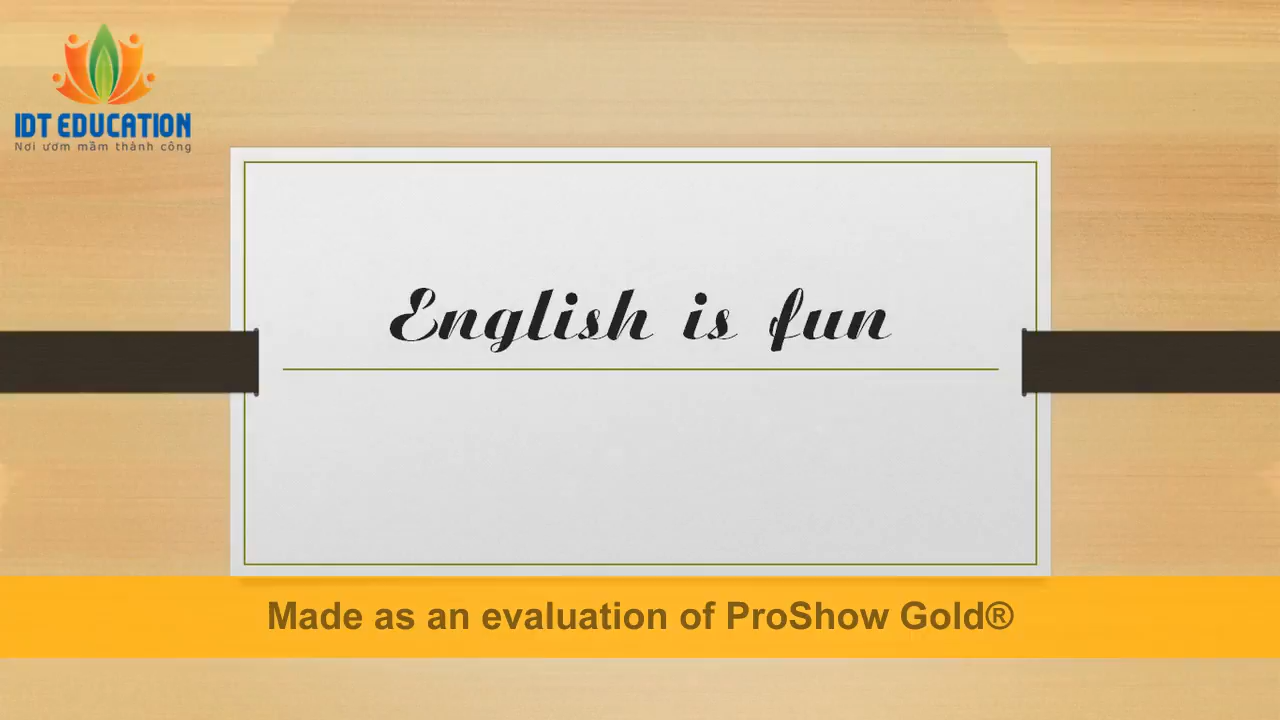 IDT EDUCATION
Nơi ươm mầm thành công
English is fun
Made as an evaluation of ProShow Gold®